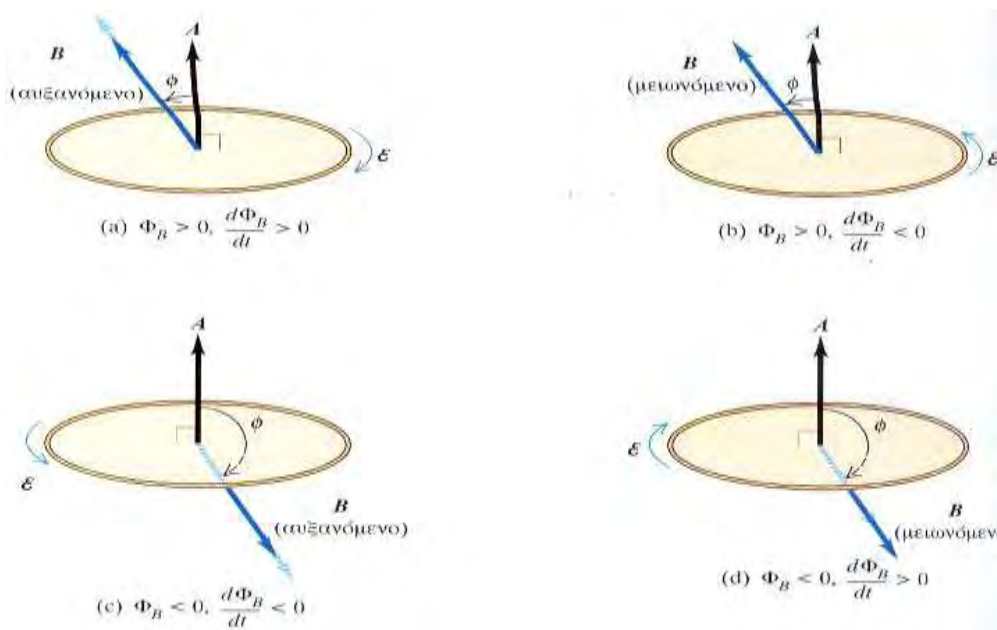 A
B
(αυξανόμενο)
ϕ
ε
(a) Φ_B > 0, dΦ_B/dt > 0
A
B
(μειωνόμενο)
ϕ
ε
(b) Φ_B > 0, dΦ_B/dt < 0
A
ϕ
ε
B
(αυξανόμενο)
(c) Φ_B < 0, dΦ_B/dt < 0
A
ϕ
ε
B
(μειωνόμεν
(d) Φ_B < 0, dΦ_B/dt > 0